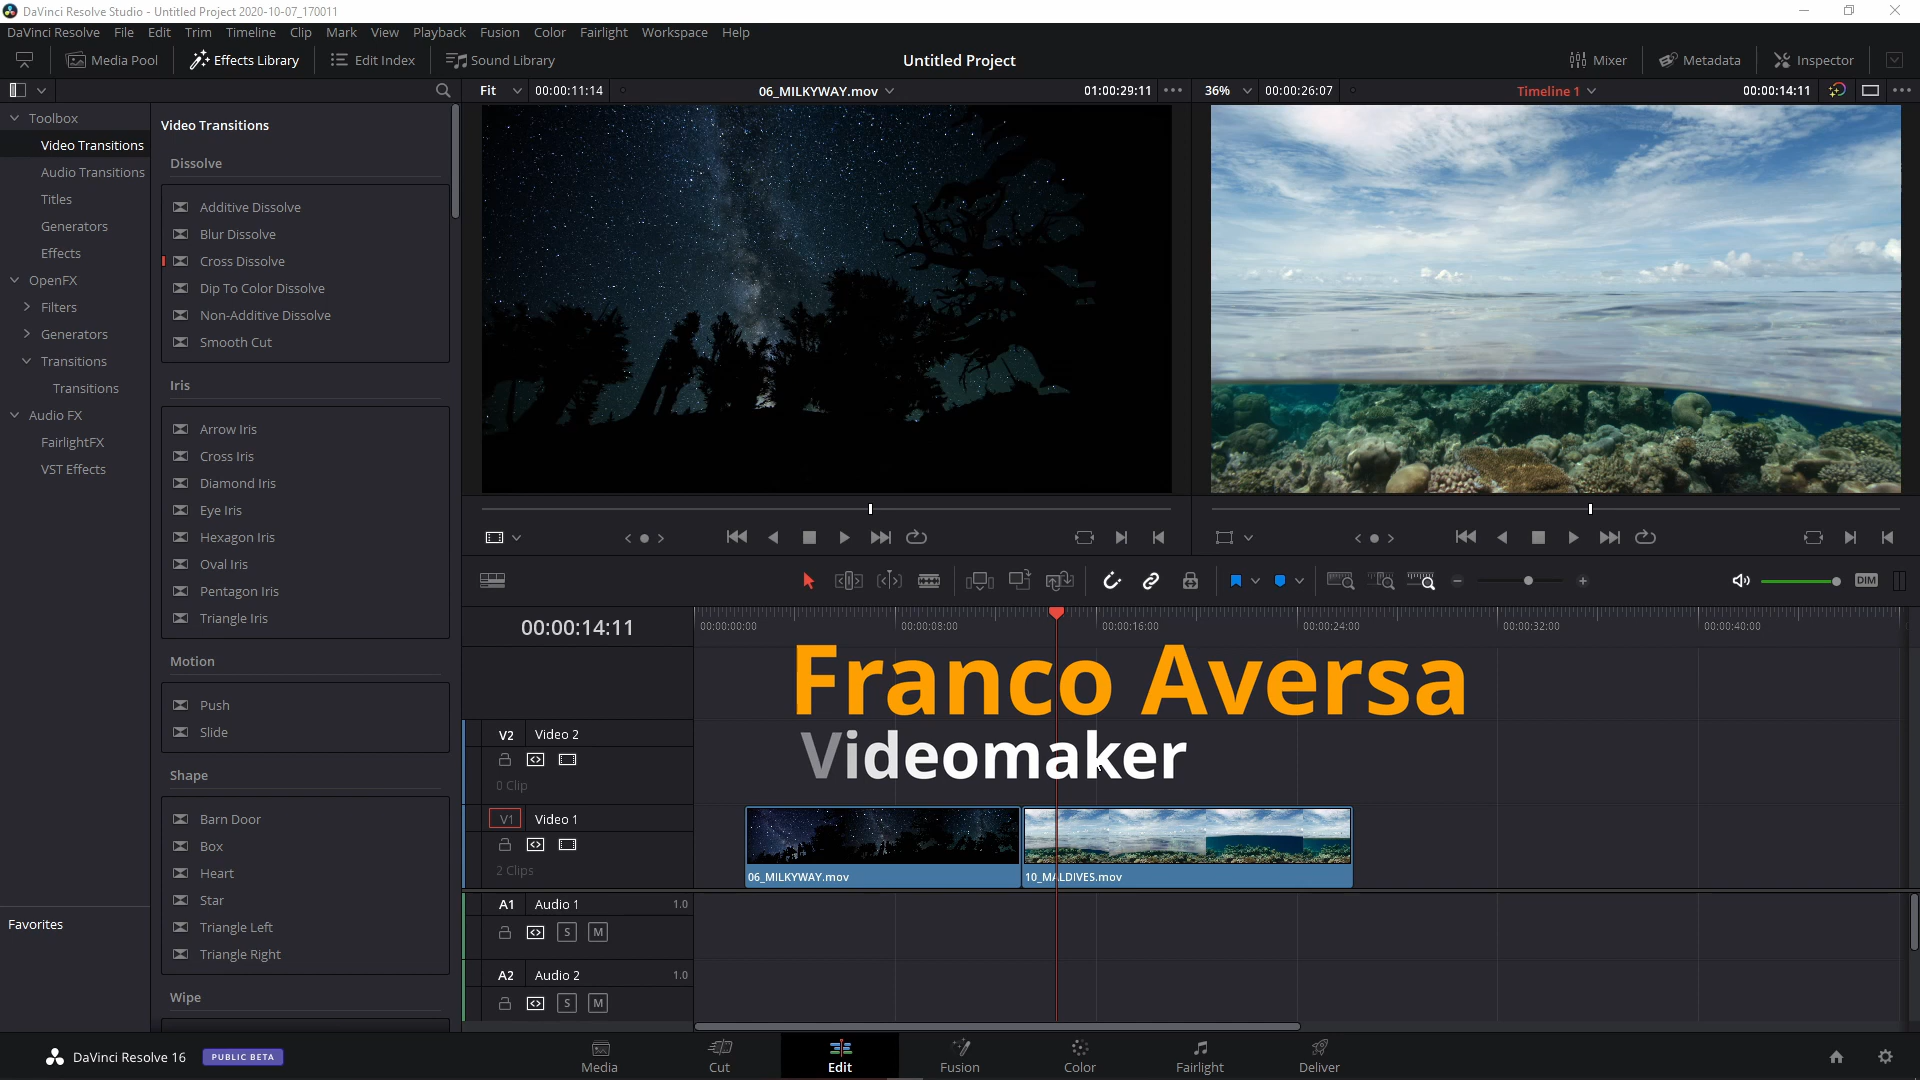 DaVinci Resolve Studio - Untitled Project 2020-10-07_170011
DaVinci Resolve File Edit Trim Timeline Clip Mark View Playback Fusion Color Fairlight Workspace Help
Media Pool Effects Library Edit Index Sound Library Untitled Project Mixer Metadata Inspector
Fit 00:00:11:14 06_MILKYWAY.mov 01:00:29:11 36% 00:00:26:07 Timeline 1 00:00:14:11
Toolbox
Video Transitions
Audio Transitions
Titles
Generators
Effects
OpenFX
Filters
Generators
Transitions
Transitions
Audio FX
FairlightFX
VST Effects
Favorites
Video Transitions
Dissolve
Additive Dissolve
Blur Dissolve
Cross Dissolve
Dip To Color Dissolve
Non-Additive Dissolve
Smooth Cut
Iris
Arrow Iris
Cross Iris
Diamond Iris
Eye Iris
Hexagon Iris
Oval Iris
Pentagon Iris
Triangle Iris
Motion
Push
Slide
Shape
Barn Door
Box
Heart
Star
Triangle Left
Triangle Right
Wipe
DIM
00:00:14:11
00:00:00:00 00:00:08:00 00:00:16:00 00:00:24:00 00:00:32:00 00:00:40:00
Franco Aversa
Videomaker
V2 Video 2
0 Clip
V1 Video 1
2 Clips
06_MILKYWAY.mov 10_MALDIVES.mov
A1 Audio 1 1.0
S M
A2 Audio 2 1.0
S M
DaVinci Resolve 16 PUBLIC BETA
Media Cut Edit Fusion Color Fairlight Deliver